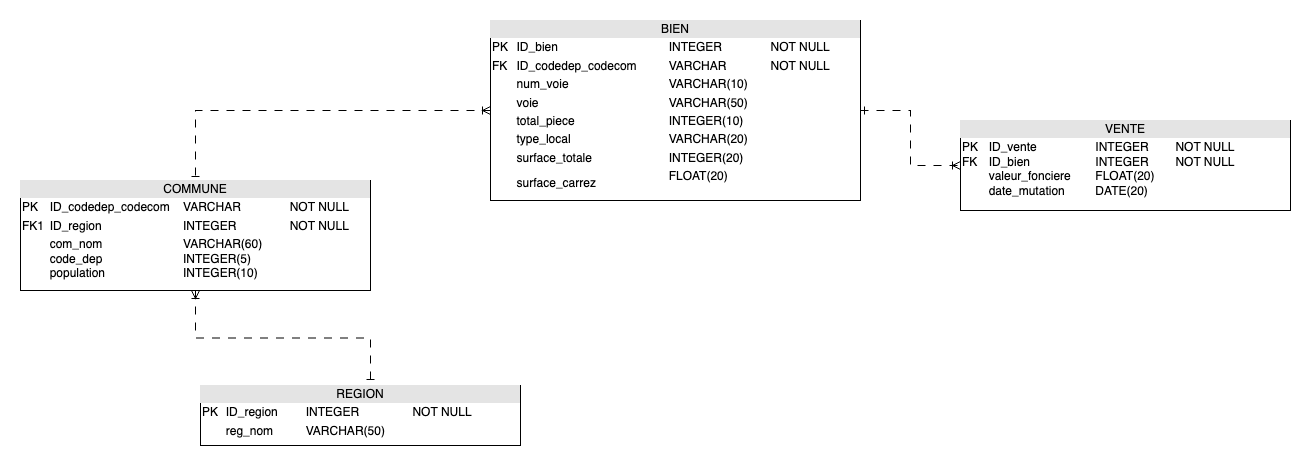 BIEN
PK ID_bien INTEGER NOT NULL
FK ID_codedep_codecom VARCHAR NOT NULL
num_voie VARCHAR(10)
voie VARCHAR(50)
total_piece INTEGER(10)
type_local VARCHAR(20)
surface_totale INTEGER(20)
surface_carrez FLOAT(20)
VENTE
PK ID_vente INTEGER NOT NULL
FK ID_bien INTEGER NOT NULL
valeur_fonciere FLOAT(20)
date_mutation DATE(20)
COMMUNE
PK ID_codedep_codecom VARCHAR NOT NULL
FK1 ID_region INTEGER NOT NULL
com_nom VARCHAR(60)
code_dep INTEGER(5)
population INTEGER(10)
REGION
PK ID_region INTEGER NOT NULL
reg_nom VARCHAR(50)